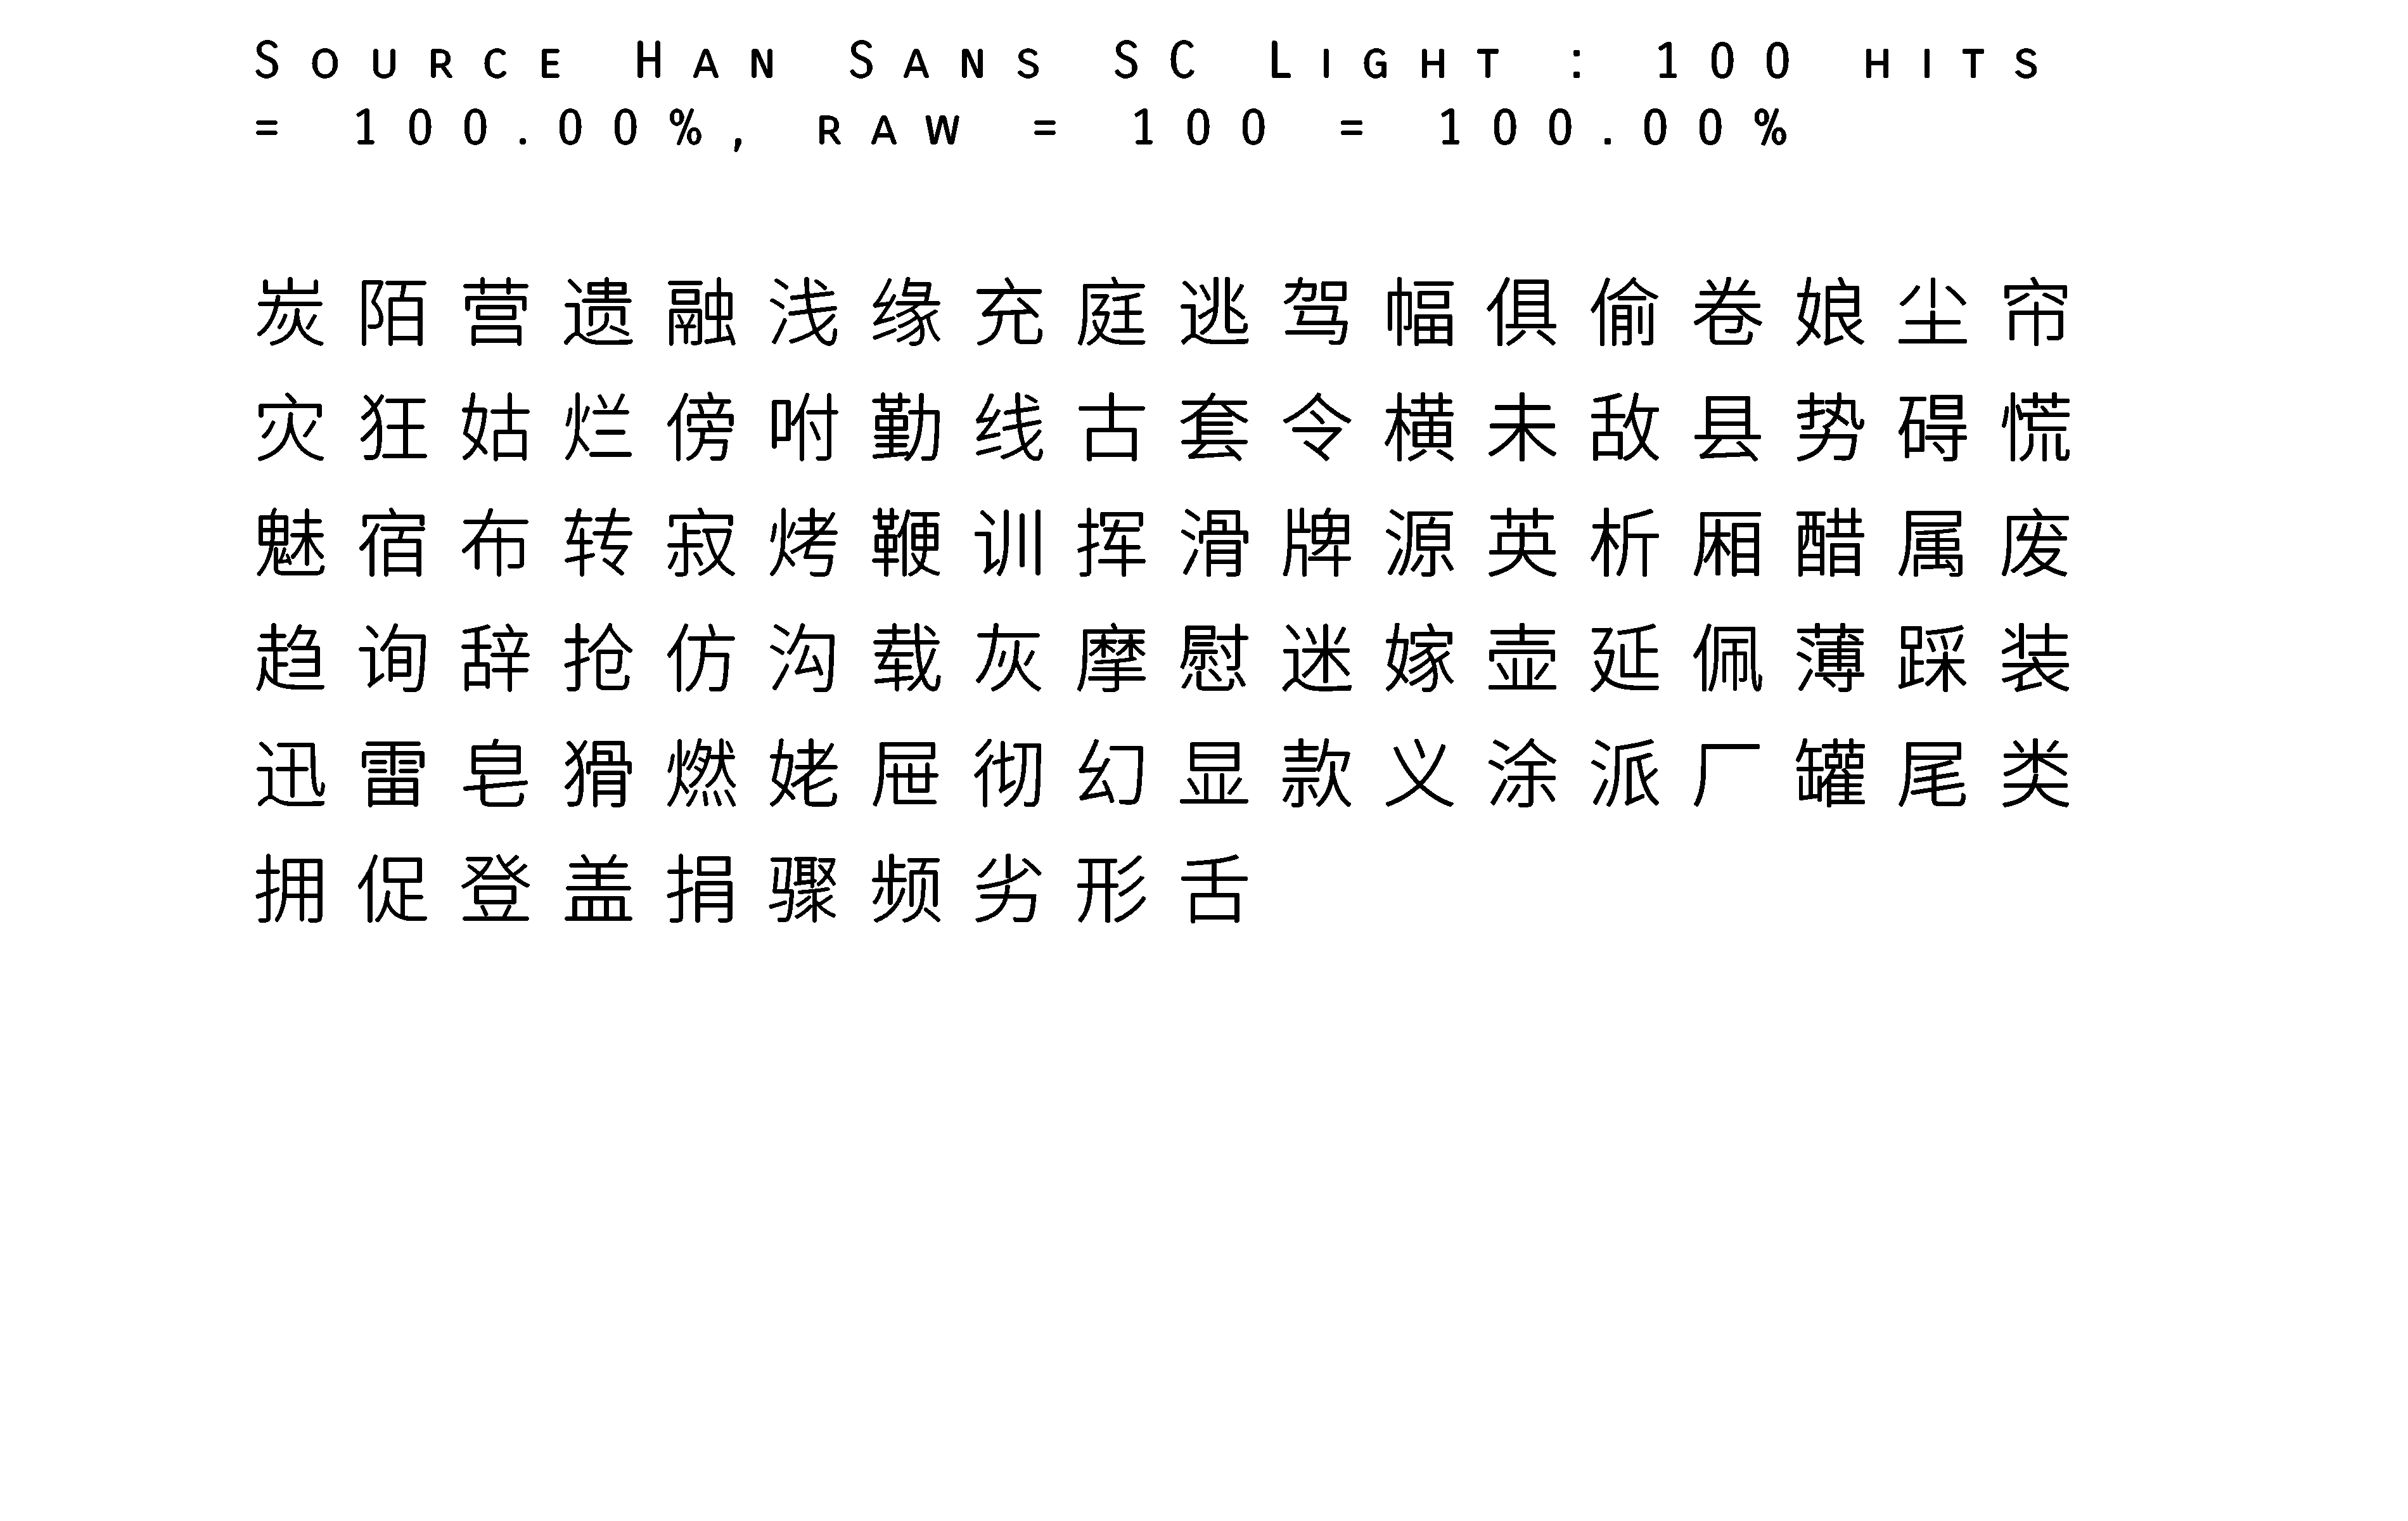 Source Han Sans SC Light : 100 hits
= 100.00%, raw = 100 = 100.00%
炭陌营遗融浅缘充庭逃驾幅俱偷卷娘尘帘
灾狂姑烂傍咐勤线古套令横未敌县势碍慌
魅宿布转寂烤鞭训挥滑牌源英析厢醋属废
趋询辞抢仿沟载灰摩慰迷嫁壶延佩薄踩装
迅雷皂猾燃姥屉彻幻显款义涂派厂罐尾类
拥促登盖捐骤频劣形舌